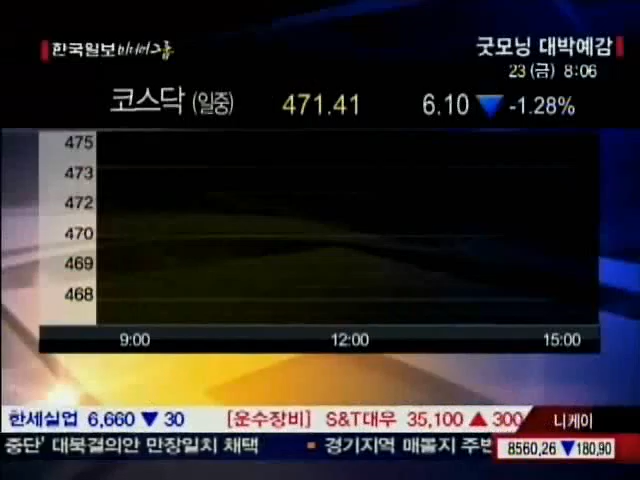 한국일보 미디어그룹
굿모닝 대박예감
23 (금) 8:06
코스닥 (일중) 471.41 6.10 ▼ -1.28%
475
473
472
470
469
468
9:00 12:00 15:00
한세실업 6,660 ▼ 30 [운수장비] S&T대우 35,100 ▲ 300 니케이
중단' 대북결의안 만장일치 채택 ▪ 경기지역 매몰지 주변 8560,26 ▼180,90